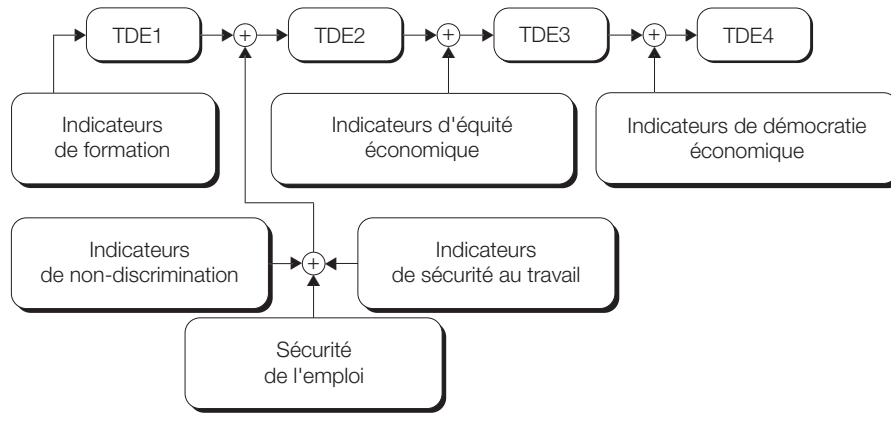 TDE1
+
TDE2
+
TDE3
+
TDE4
Indicateurs
de formation
Indicateurs d'équité
économique
Indicateurs de démocratie
économique
Indicateurs
de non-discrimination
+
Indicateurs
de sécurité au travail
Sécurité
de l'emploi